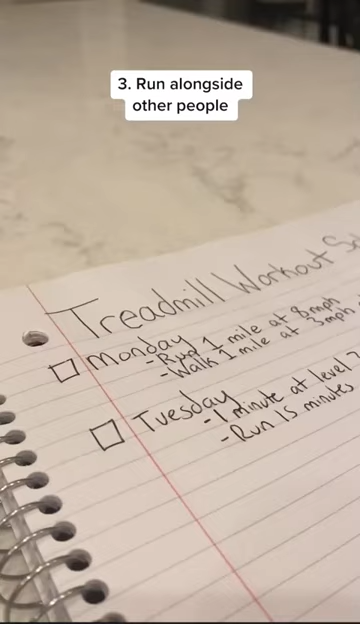 3. Run alongside
other people
Treadmill Workout
Monday
- Run 1 mile at 8mph
- Walk 1 mile at 3mph
Tuesday
- 1 minute at level 7
- Run 15 minutes